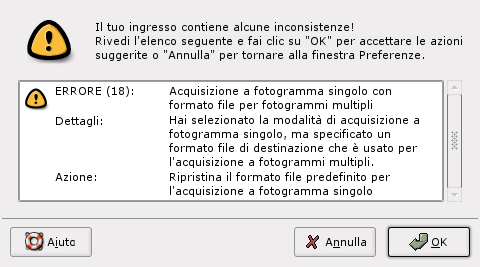 Il tuo ingresso contiene alcune inconsistenze!
Rivedi l'elenco seguente e fai clic su "OK" per accettare le azioni
suggerite o "Annulla" per tornare alla finestra Preferenze.
ERRORE (18): Acquisizione a fotogramma singolo con
formato file per fotogrammi multipli
Dettagli: Hai selezionato la modalità di acquisizione a
fotogramma singolo, ma specificato un
formato file di destinazione che è usato per
l'acquisizione a fotogrammi multipli.
Azione: Ripristina il formato file predefinito per
l'acquisizione a fotogramma singolo
Aiuto Annulla OK